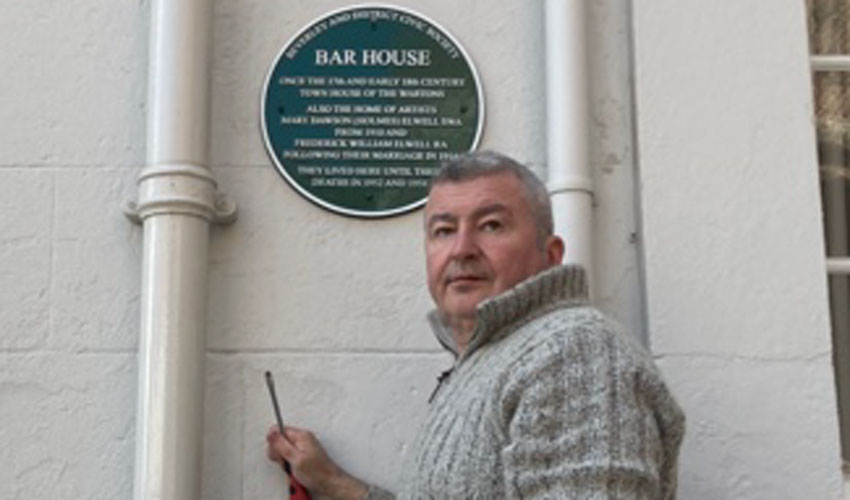 BEVERLEY AND DISTRICT CIVIC SOCIETY
BAR HOUSE
ONCE THE 17th AND EARLY 18th CENTURY
TOWN HOUSE OF THE WARTONS
ALSO THE HOME OF ARTISTS
MARY DAWSON (HOLMES) ELWELL RWA
FROM 1910 AND
FREDERICK WILLIAM ELWELL RA
FOLLOWING THEIR MARRIAGE IN
THEY LIVED HERE UNTIL
DEATHS IN 1952 AND